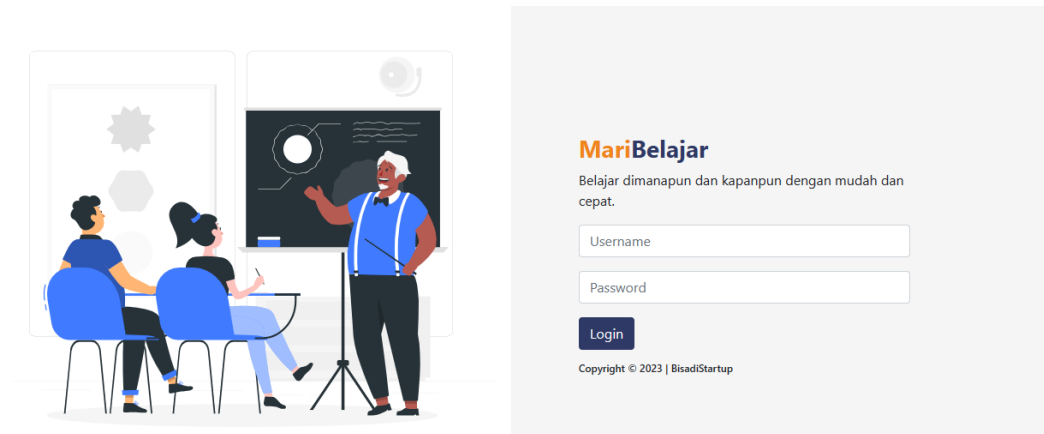 MariBelajar
Belajar dimanapun dan kapanpun dengan mudah dan
cepat.
Username
Password
Login
Copyright © 2023 | BisadiStartup